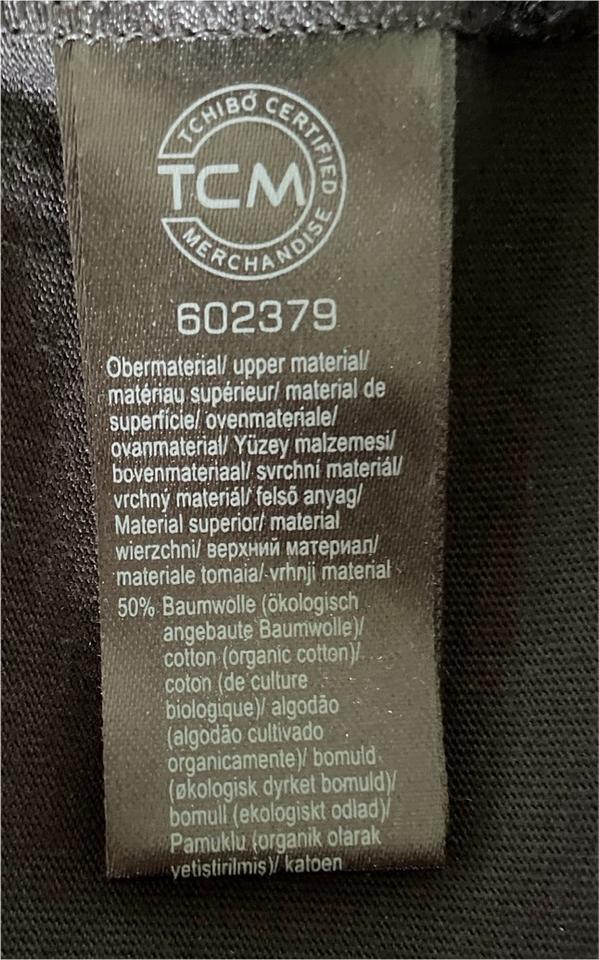 TCHIBO CERTIFIED
TCM
MERCHANDISE
602379
Obermaterial/ upper material/
matériau supérieur/ material de
superfície/ ovenmateriale/
ovanmaterial/ Yüzey malzemesi/
bovenmateriaal/ svrchní materiál/
vrchný materiál/ felső anyag/
Material superior/ material
wierzchni/ верхний материал/
materiale tomaia/ vrhnji material
50% Baumwolle (ökologisch
angebaute Baumwolle)/
cotton (organic cotton)/
coton (de culture
biologique)/ algodão
(algodão cultivado
organicamente)/ bomuld
(økologisk dyrket bomuld)/
bomull (ekologiskt odlad)/
Pamuklu (organik olarak
yetiştirilmiş)/ katoen